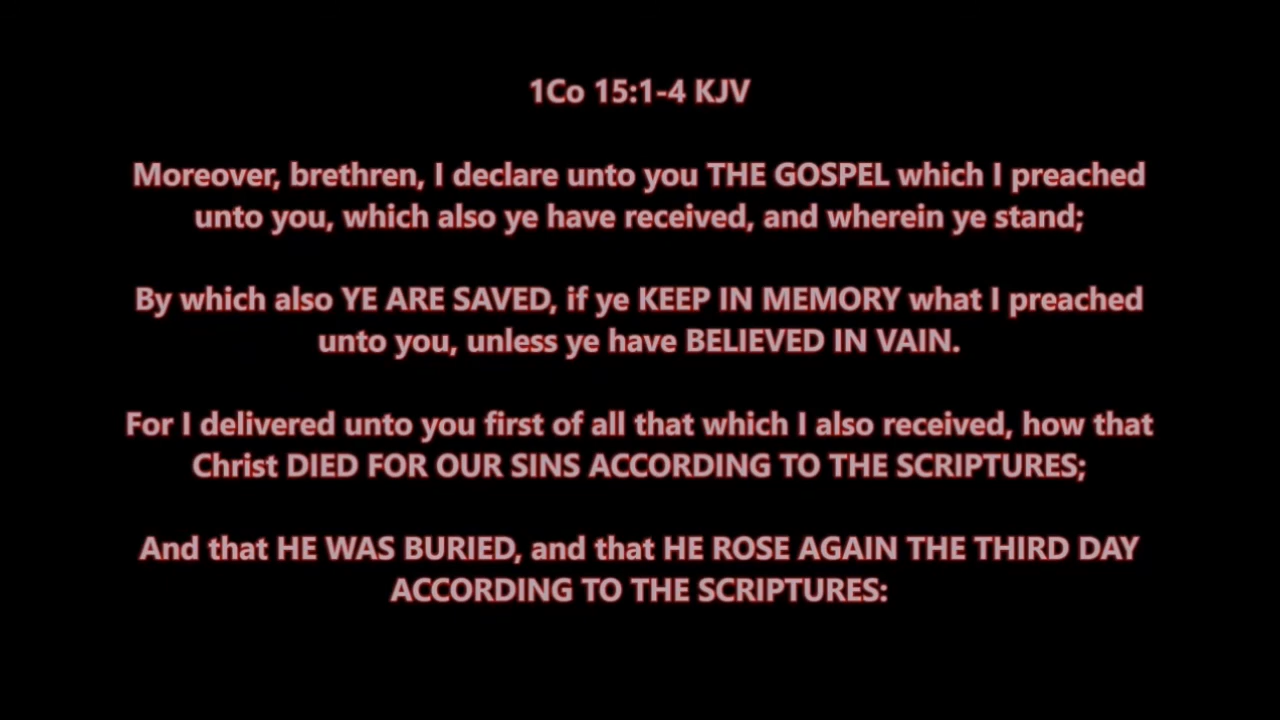 1Co 15:1-4 KJV
Moreover, brethren, I declare unto you THE GOSPEL which I preached
unto you, which also ye have received, and wherein ye stand;
By which also YE ARE SAVED, if ye KEEP IN MEMORY what I preached
unto you, unless ye have BELIEVED IN VAIN.
For I delivered unto you first of all that which I also received, how that
Christ DIED FOR OUR SINS ACCORDING TO THE SCRIPTURES;
And that HE WAS BURIED, and that HE ROSE AGAIN THE THIRD DAY
ACCORDING TO THE SCRIPTURES: